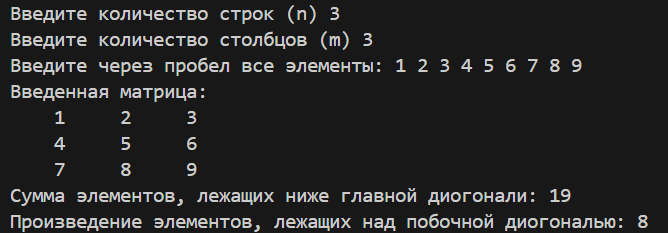 Введите количество строк (n) 3
Введите количество столбцов (m) 3
Введите через пробел все элементы: 1 2 3 4 5 6 7 8 9
Введенная матрица:
1 2 3
4 5 6
7 8 9
Сумма элементов, лежащих ниже главной диогонали: 19
Произведение элементов, лежащих над побочной диогональю: 8